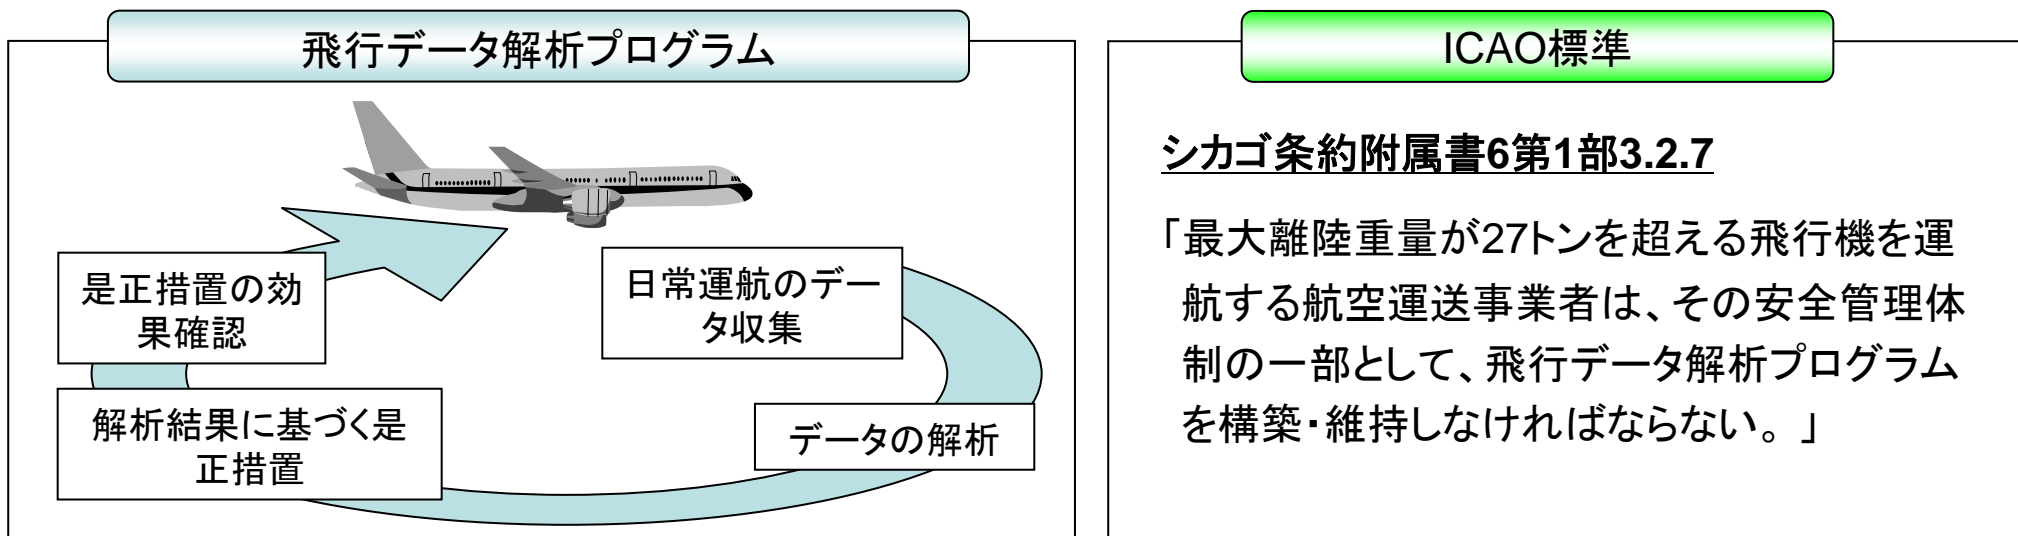 飛行データ解析プログラム
是正措置の効
果確認
日常運航のデー
タ収集
解析結果に基づく是
正措置
データの解析
ICAO標準
シカゴ条約附属書6第1部3.2.7
「最大離陸重量が27トンを超える飛行機を運
航する航空運送事業者は、その安全管理体
制の一部として、飛行データ解析プログラム
を構築・維持しなければならない。」